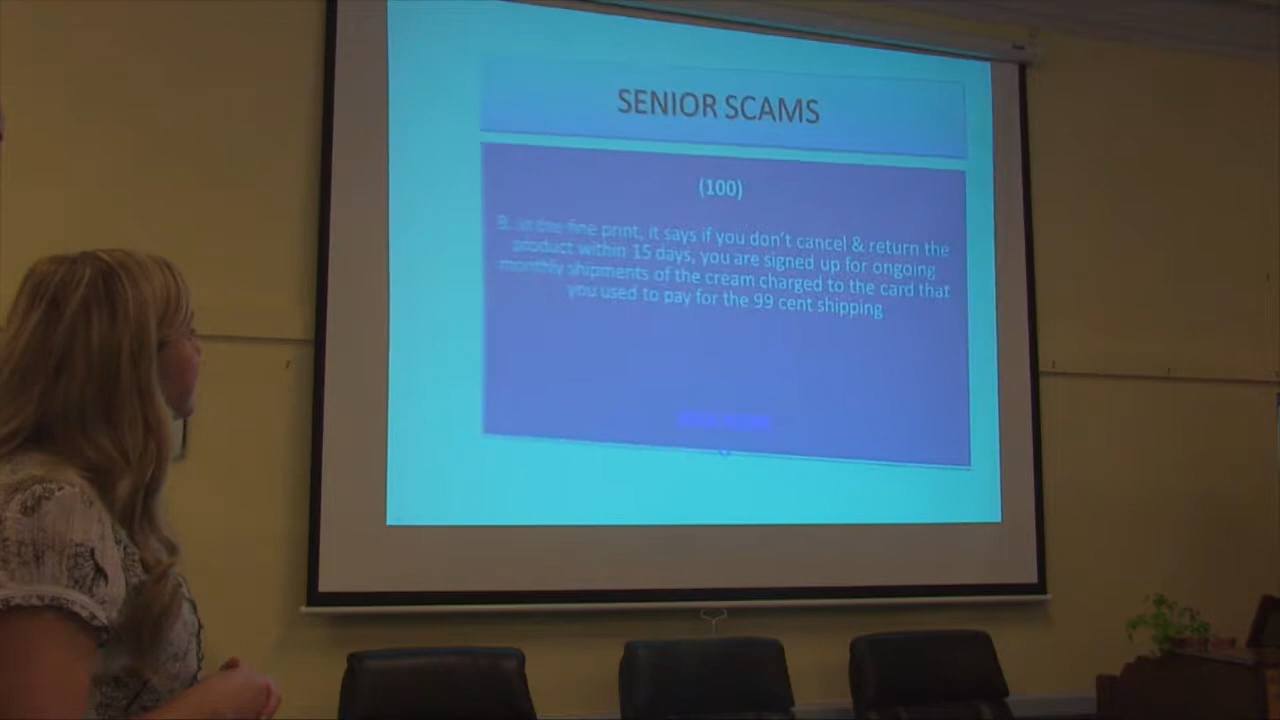 SENIOR SCAMS
(100)
B. In the fine print, it says if you don't cancel & return the
product within 15 days, you are signed up for ongoing
monthly shipments of the cream charged to the card that
you used to pay for the 99 cent shipping